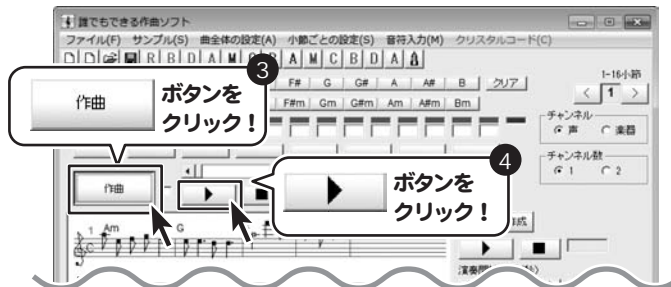 誰でもできる作曲ソフト
ファイル(F) サンプル(S) 曲全体の設定(A) 小節ごとの設定(S) 音符入力(M) クリスタルコード(C)
R B D A M C A M C B D A
F# G G# A A# B クリア
F#m Gm G#m Am A#m Bm
1-16小節
< 1 >
チャンネル
声 楽器
チャンネル数
1 2
3
作曲 ボタンを
クリック！
4
ボタンを
クリック！
作曲
成
1 Am G